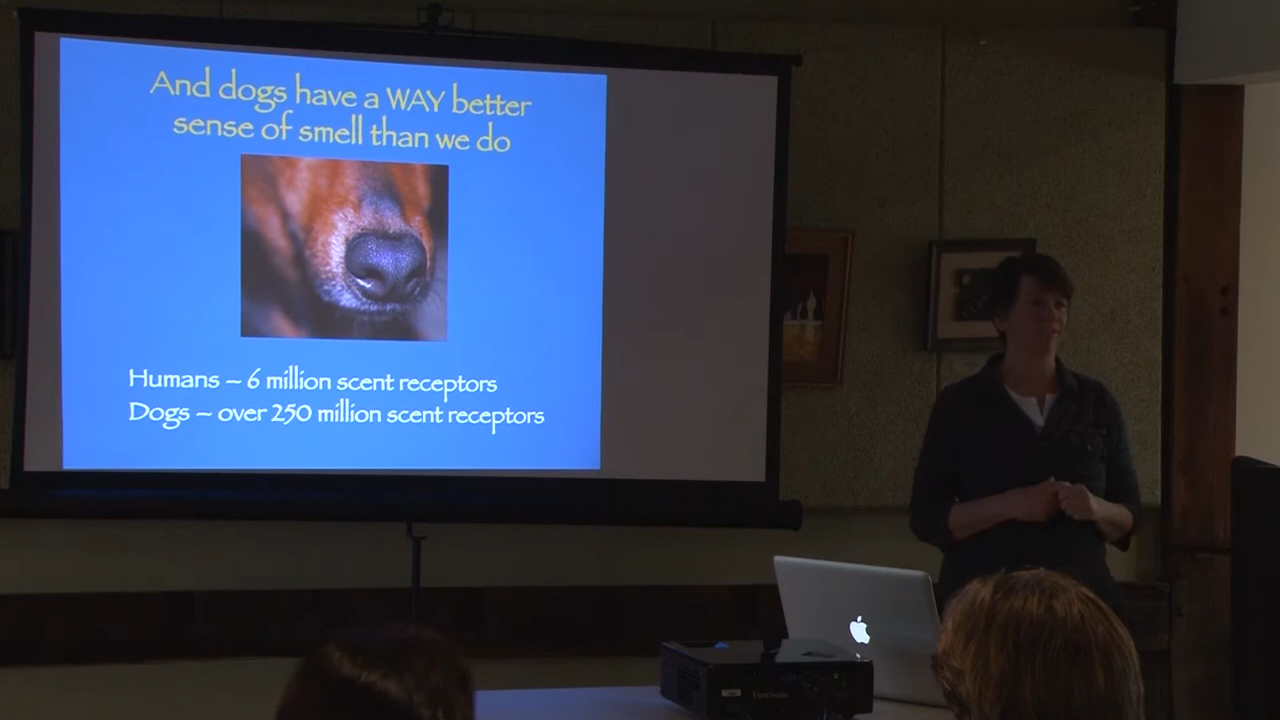 And dogs have a WAY better
sense of smell than we do
Humans – 6 million scent receptors
Dogs – over 250 million scent receptors
ViewSonic